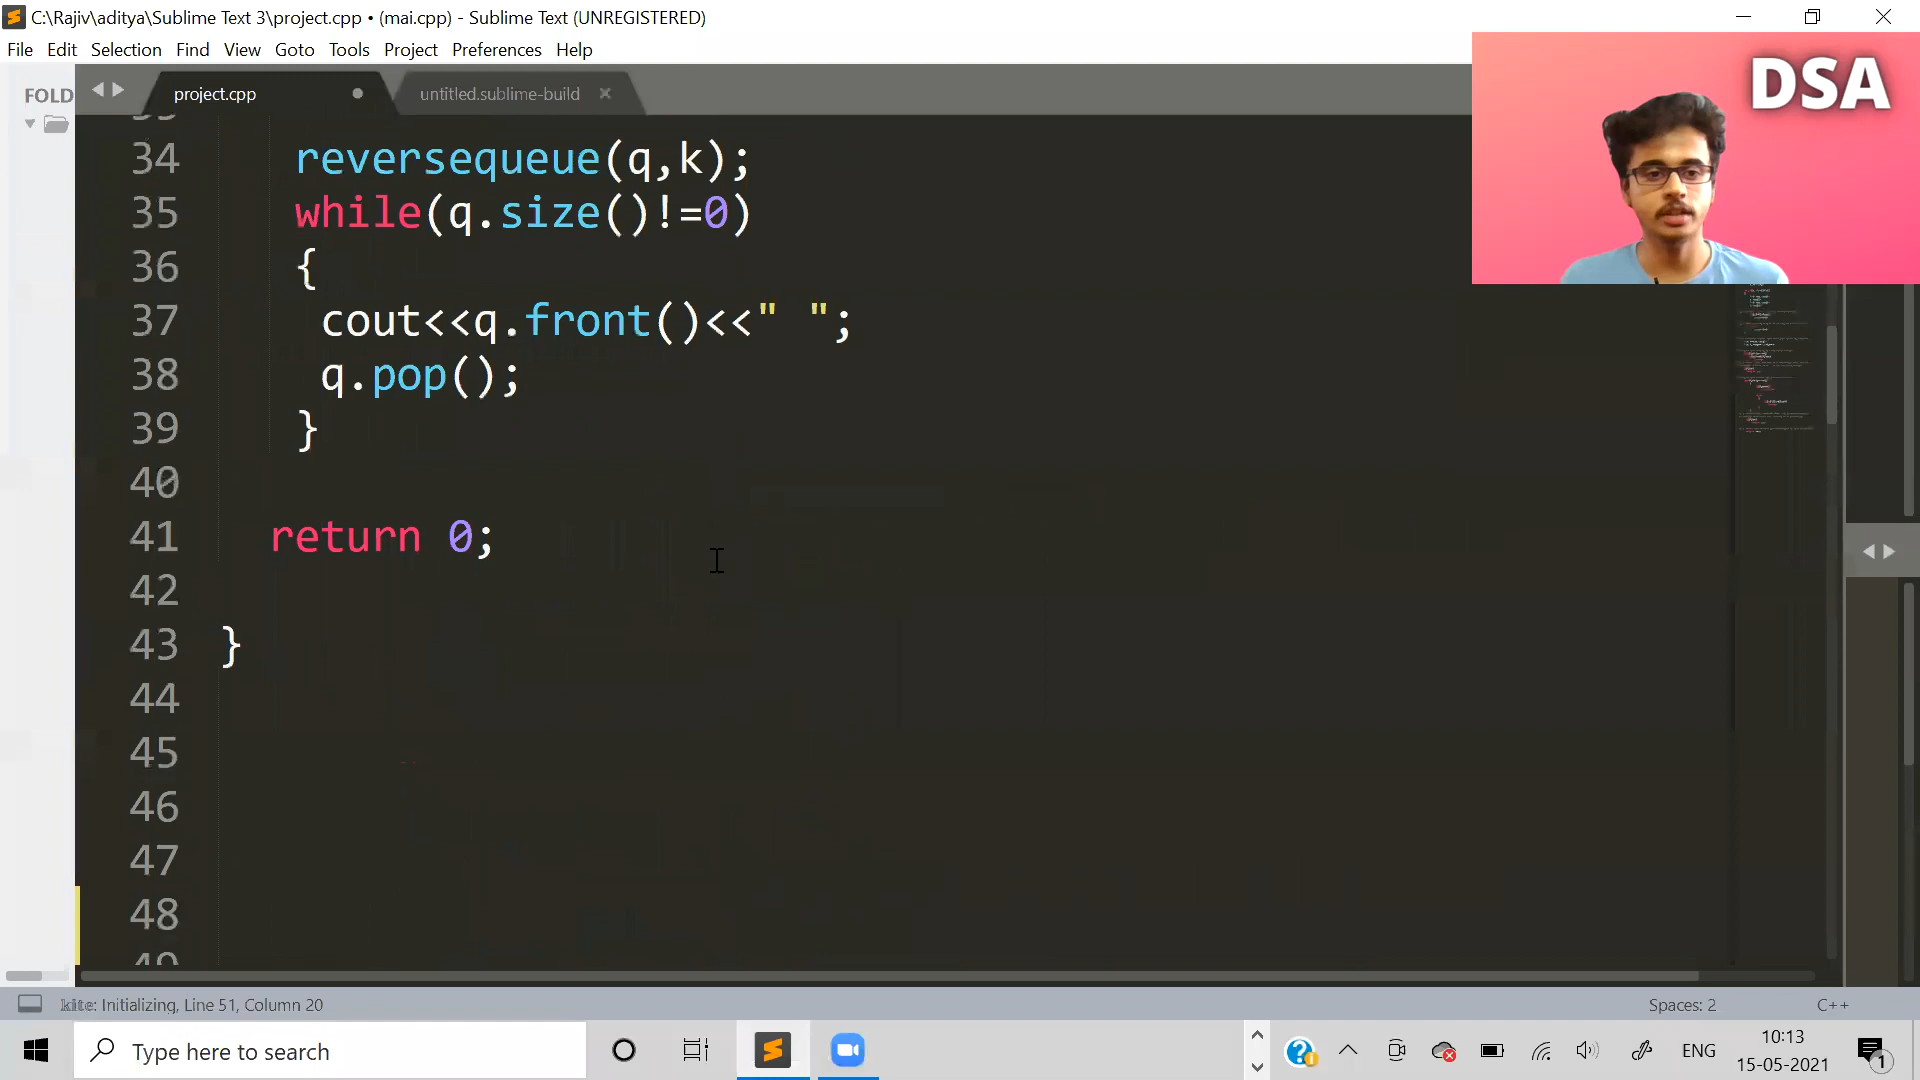 C:\Rajiv\aditya\Sublime Text 3\project.cpp • (mai.cpp) - Sublime Text (UNREGISTERED)
File Edit Selection Find View Goto Tools Project Preferences Help
DSA
FOLD
project.cpp
untitled.sublime-build
34 reversequeue(q,k);
35 while(q.size()!=0)
36 {
37 cout<<q.front()<<" ";
38 q.pop();
39 }
40
41 return 0;
42
43 }
44
45
46
47
48
49
kite: Initializing, Line 51, Column 20
Spaces: 2
C++
Type here to search
ENG
10:13
15-05-2021
1